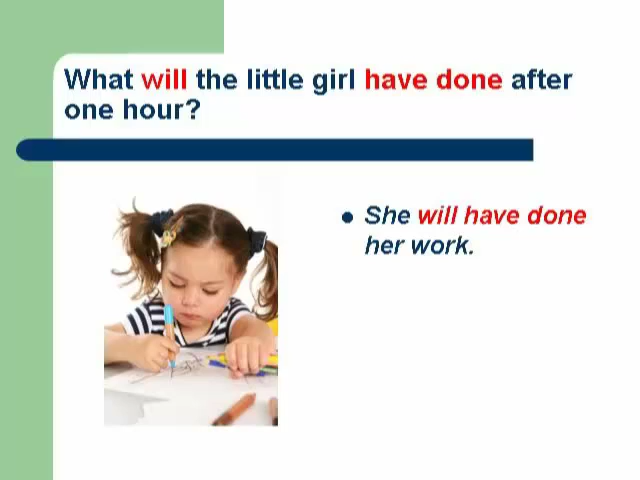 What will the little girl have done after
one hour?
She will have done
her work.